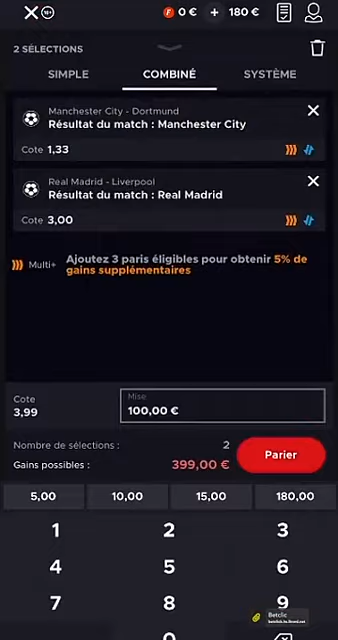 18+
F 0 € + 180 €
2 SÉLECTIONS
SIMPLE COMBINÉ SYSTÈME
Manchester City - Dortmund
Résultat du match : Manchester City
Cote 1,33
Real Madrid - Liverpool
Résultat du match : Real Madrid
Cote 3,00
Multi+ Ajoutez 3 paris éligibles pour obtenir 5% de
gains supplémentaires
Cote
3,99
Mise
100,00 €
Nombre de sélections : 2
Gains possibles : 399,00 €
Parier
5,00 10,00 15,00 180,00
1 2 3
4 5 6
7 8 9
0
Betclic